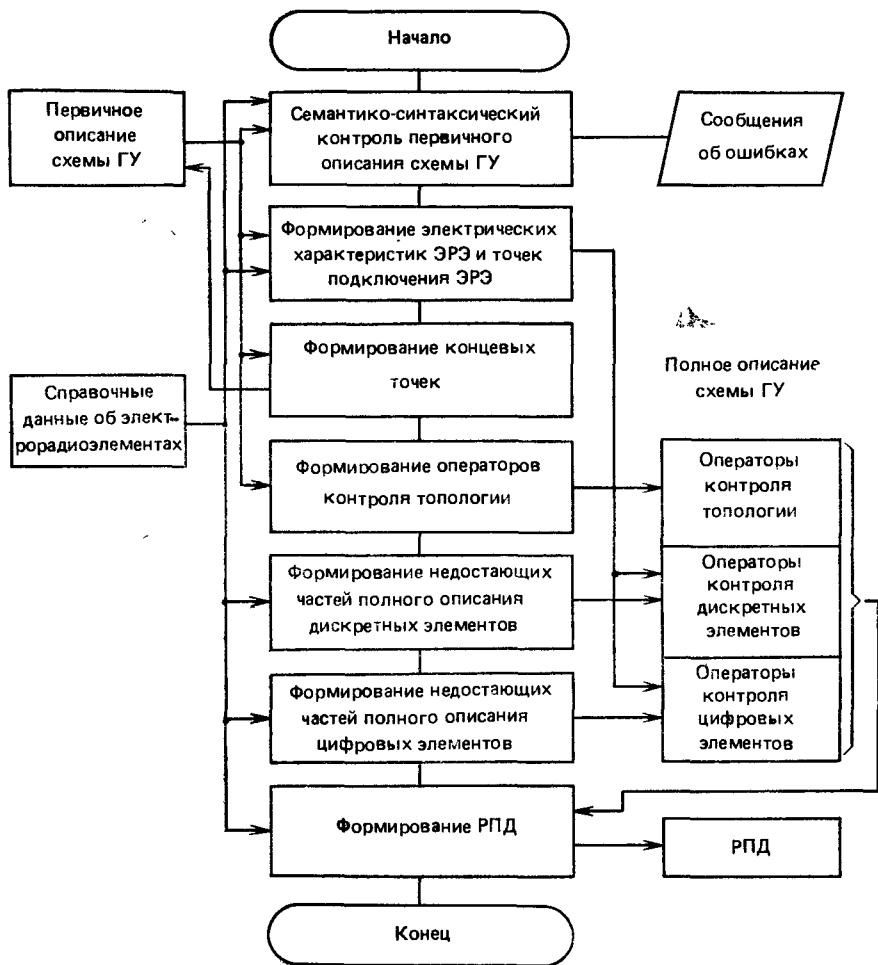 Начало
Первичное
описание
схемы ГУ
Семантико-синтаксический
контроль первичного
описания схемы ГУ
Сообщения
об ошибках
Формирование электрических
характеристик ЭРЭ и точек
подключения ЭРЭ
Формирование концевых
точек
Полное описание
схемы ГУ
Справочные
данные об элект-
рорадиоэлементах
Формирование операторов
контроля топологии
Операторы
контроля
топологии
Формирование недостающих
частей полного описания
дискретных элементов
Операторы
контроля
дискретных
элементов
Формирование недостающих
частей полного описания
цифровых элементов
Операторы
контроля
цифровых
элементов
Формирование РПД
РПД
Конец